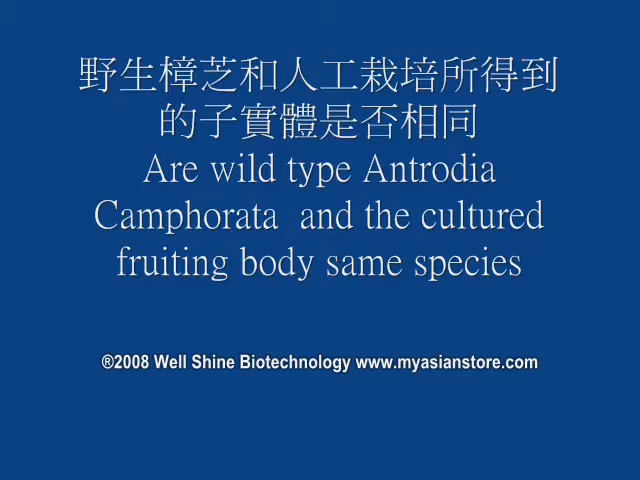 野生樟芝和人工栽培所得到
的子實體是否相同
Are wild type Antrodia
Camphorata  and the cultured
fruiting body same species
®2008 Well Shine Biotechnology www.myasianstore.com